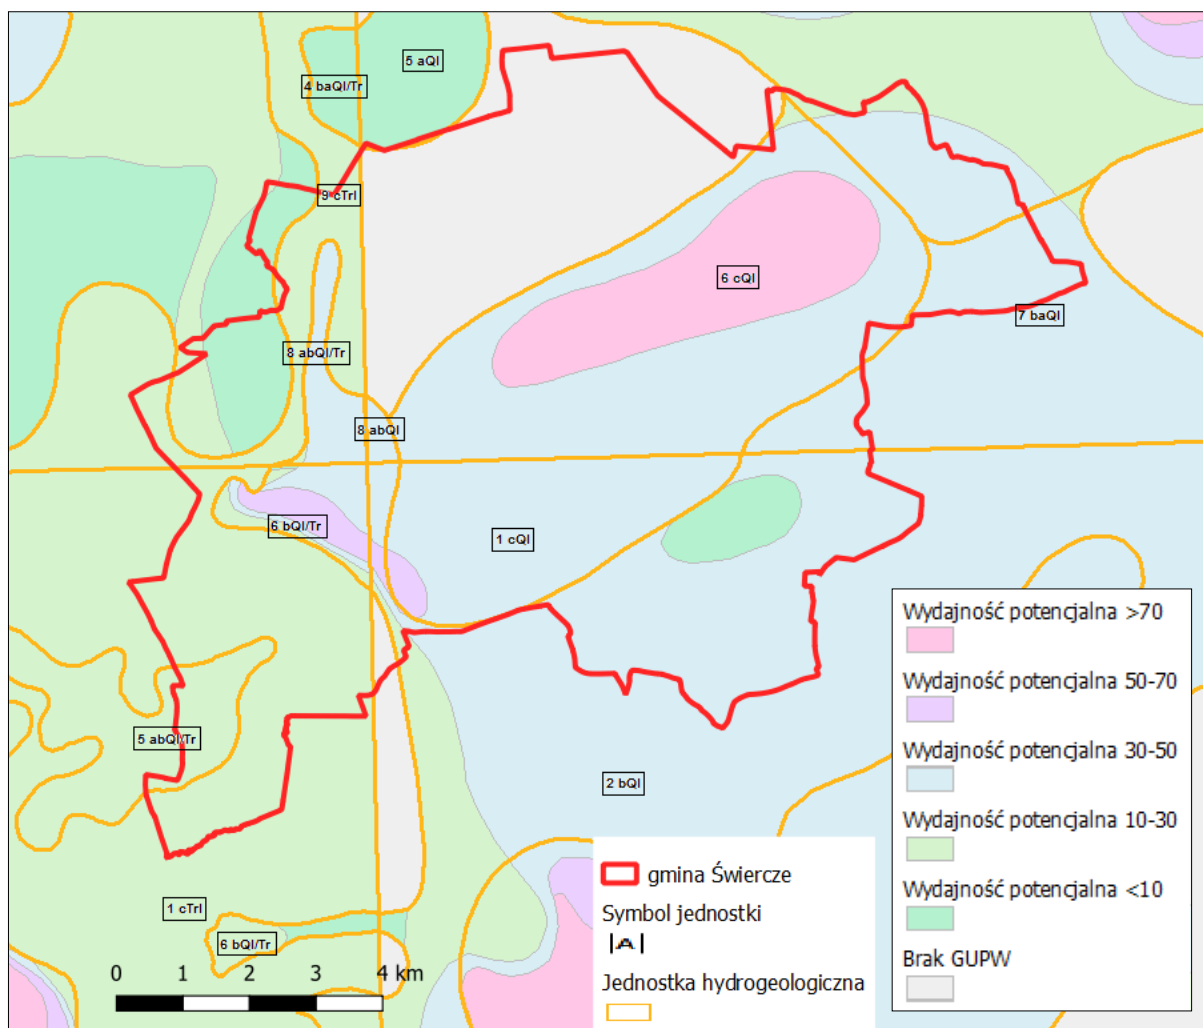 5 aQI
4 baQI/Tr
9 cTrI
6 cQI
7 baQI
8 abQI/Tr
8 abQI
6 bQI/Tr
1 cQI
5 abQI/Tr
2 bQI
1 cTrI
6 bQI/Tr
0 1 2 3 4 km
gmina Świercze
Symbol jednostki
|A|
Jednostka hydrogeologiczna
Wydajność potencjalna >70
Wydajność potencjalna 50-70
Wydajność potencjalna 30-50
Wydajność potencjalna 10-30
Wydajność potencjalna <10
Brak GUPW